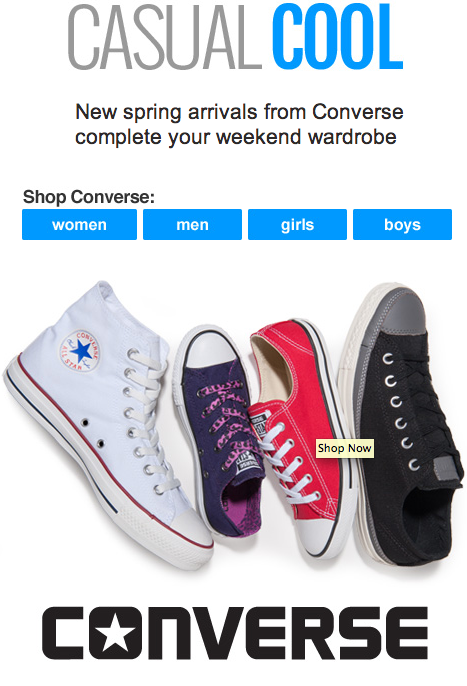 CASUAL COOL
New spring arrivals from Converse
complete your weekend wardrobe
Shop Converse:
women men girls boys
CONVERSE
ALL STAR
CONVERSE
Shop Now
CONVERSE